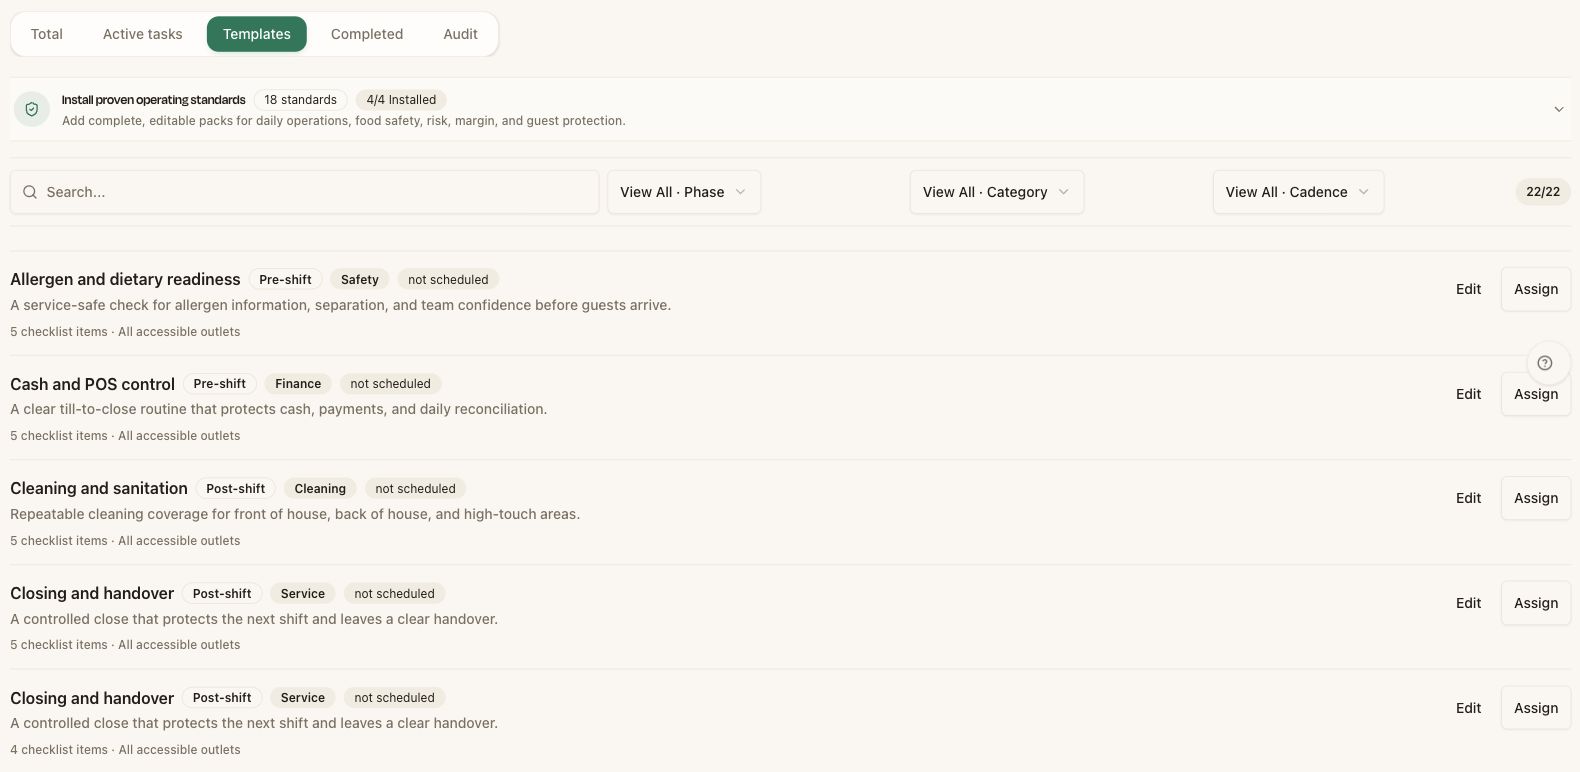 Total Active tasks Templates Completed Audit
Install proven operating standards 18 standards 4/4 Installed
Add complete, editable packs for daily operations, food safety, risk, margin, and guest protection.
Search... View All · Phase View All · Category View All · Cadence 22/22
Allergen and dietary readiness Pre-shift Safety not scheduled
A service-safe check for allergen information, separation, and team confidence before guests arrive.
5 checklist items · All accessible outlets
Edit Assign
Cash and POS control Pre-shift Finance not scheduled
A clear till-to-close routine that protects cash, payments, and daily reconciliation.
5 checklist items · All accessible outlets
Edit Assign
Cleaning and sanitation Post-shift Cleaning not scheduled
Repeatable cleaning coverage for front of house, back of house, and high-touch areas.
5 checklist items · All accessible outlets
Edit Assign
Closing and handover Post-shift Service not scheduled
A controlled close that protects the next shift and leaves a clear handover.
5 checklist items · All accessible outlets
Edit Assign
Closing and handover Post-shift Service not scheduled
A controlled close that protects the next shift and leaves a clear handover.
4 checklist items · All accessible outlets
Edit Assign